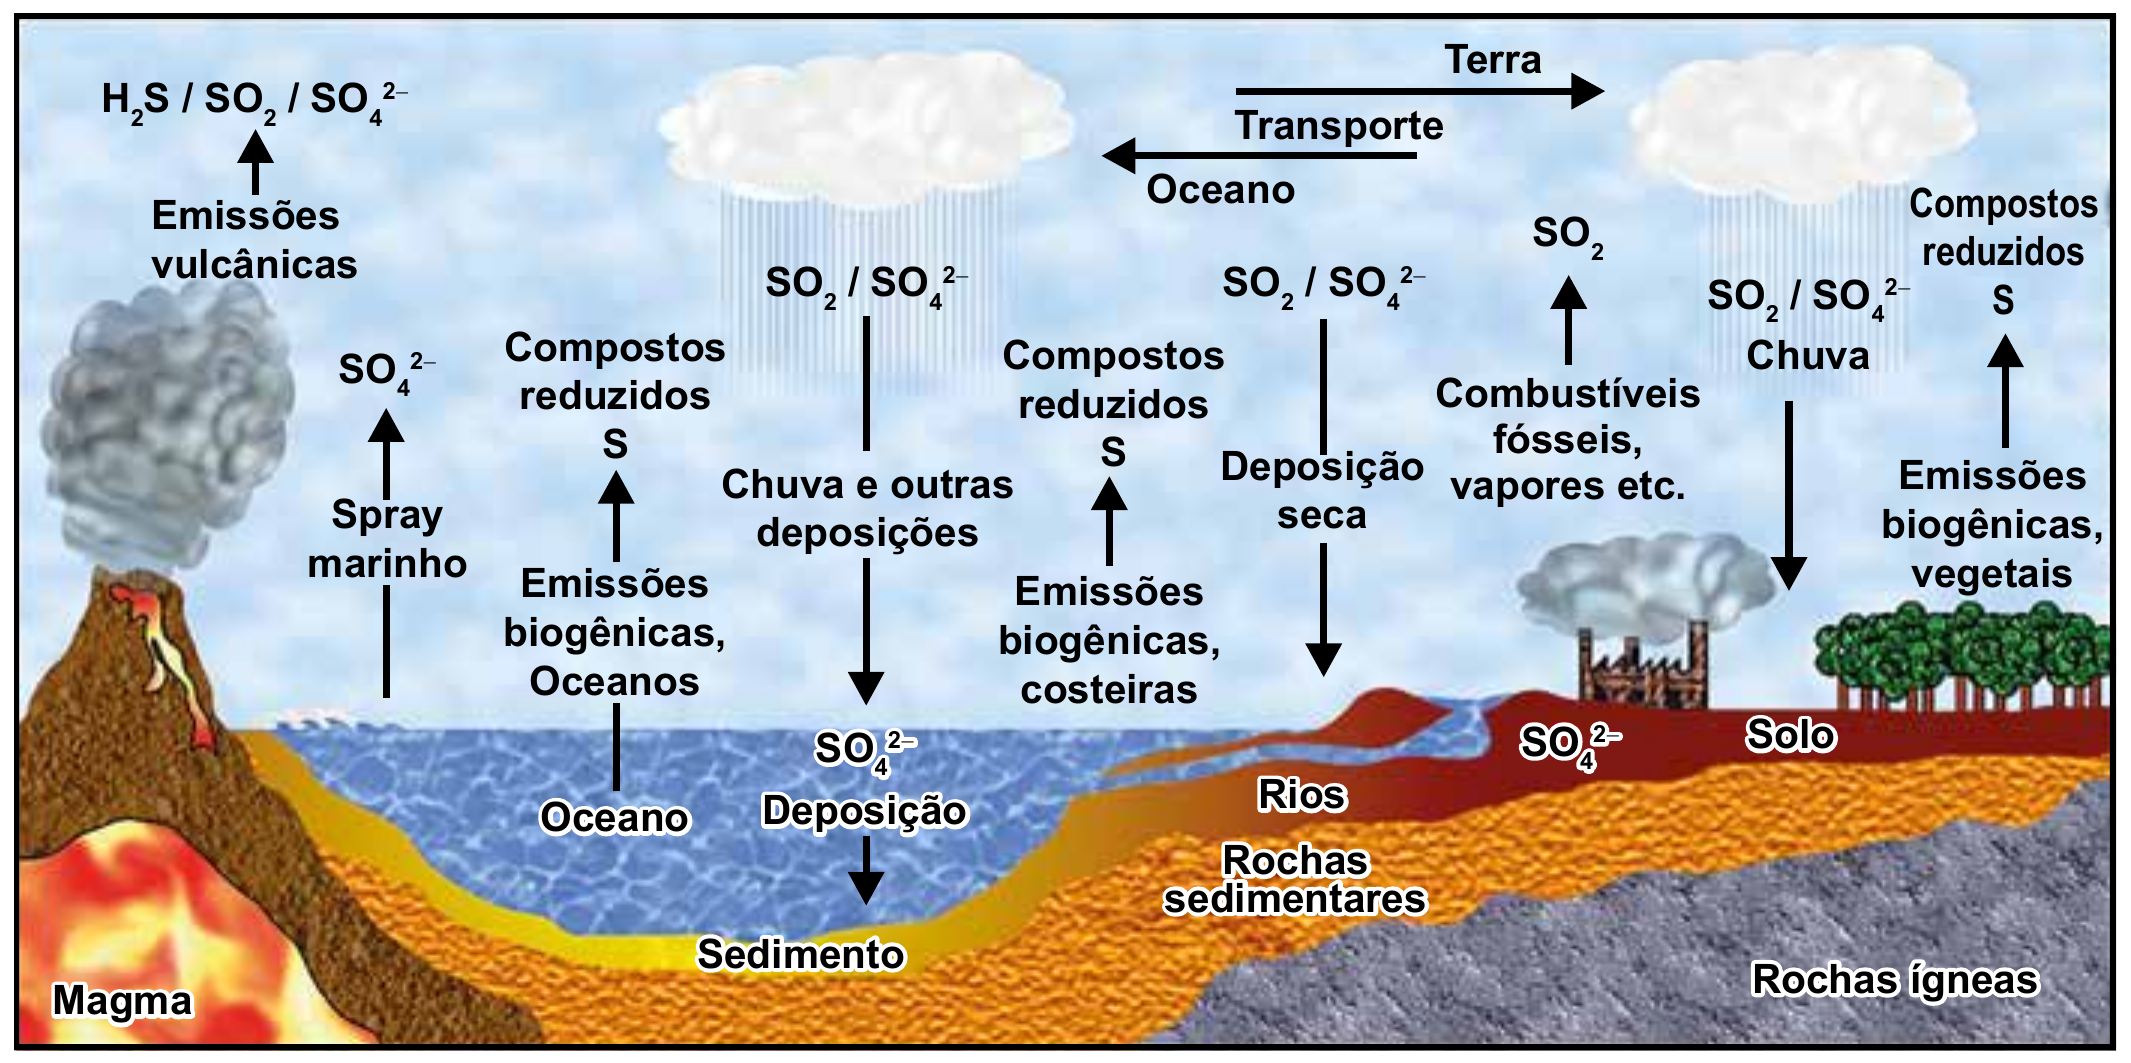 H₂S / SO₂ / SO₄²⁻
Emissões
vulcânicas
SO₄²⁻
Spray
marinho
Compostos
reduzidos
S
Emissões
biogênicas,
Oceanos
Oceano
SO₂ / SO₄²⁻
Chuva e outras
deposições
SO₄²⁻
Deposição
Sedimento
Compostos
reduzidos
S
Emissões
biogênicas,
costeiras
Terra
Transporte
Oceano
SO₂ / SO₄²⁻
Deposição
seca
SO₂
Combustíveis
fósseis,
vapores etc.
SO₂ / SO₄²⁻
Chuva
Compostos
reduzidos
S
Emissões
biogênicas,
vegetais
SO₄²⁻
Solo
Rios
Rochas
sedimentares
Rochas ígneas
Magma